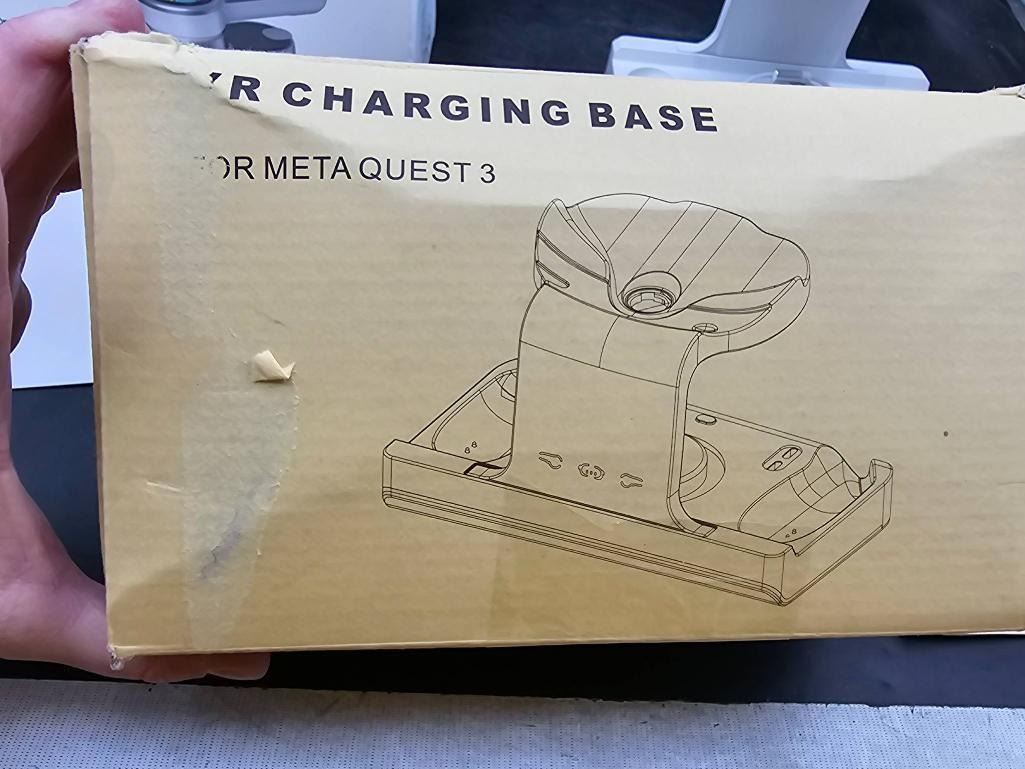 R CHARGING BASE
OR META QUEST 3